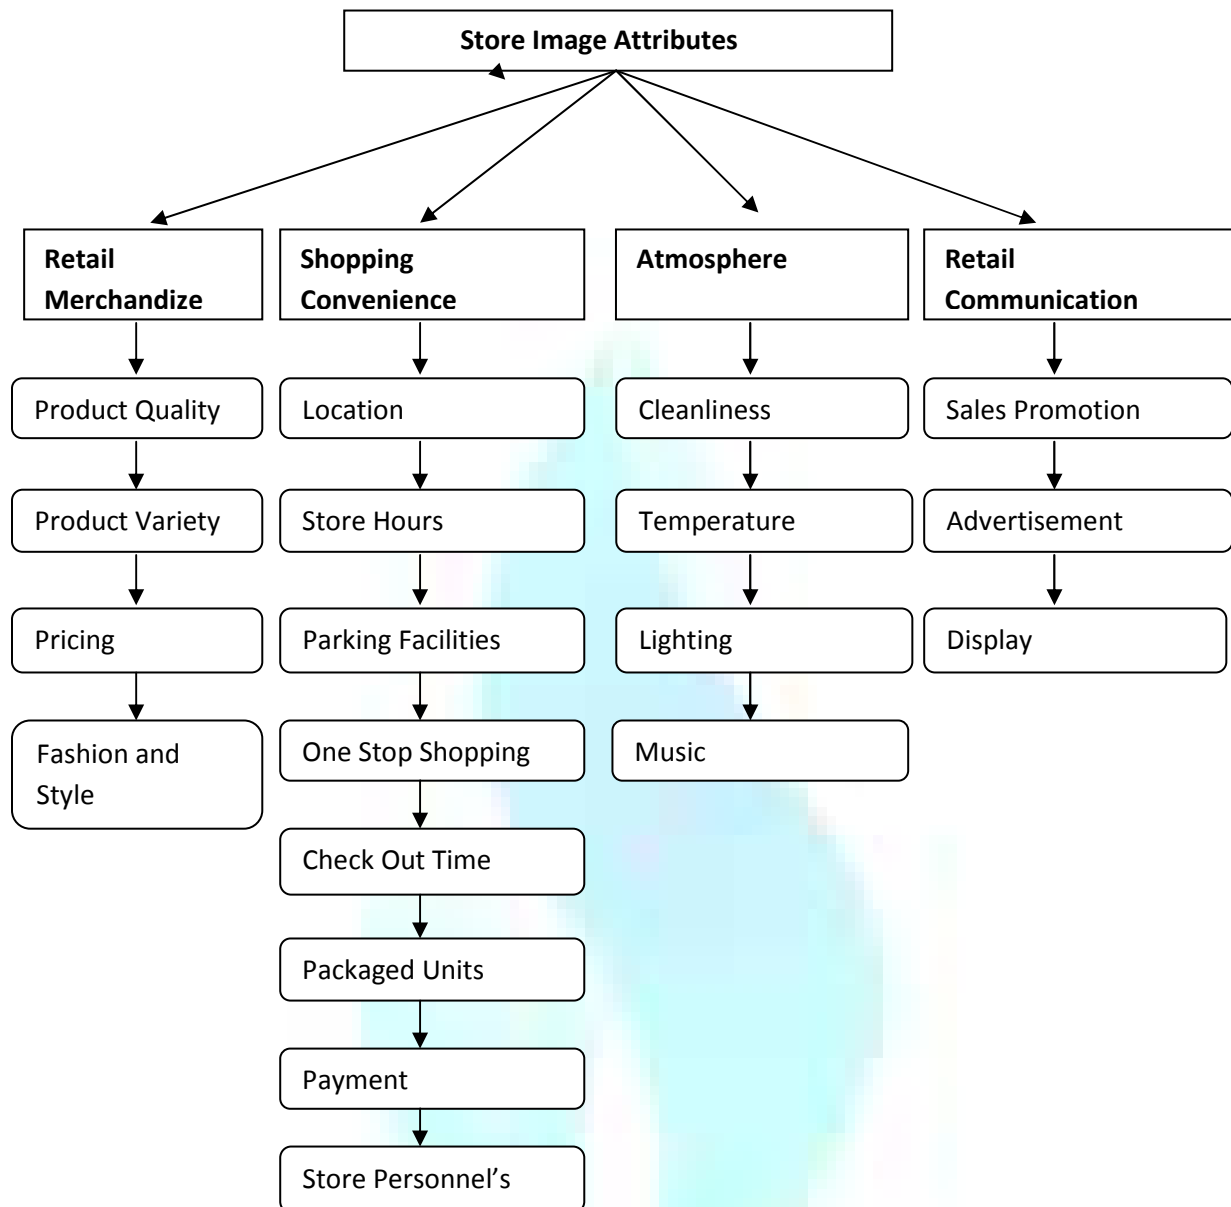 Store Image Attributes
Retail
Merchandize
Shopping
Convenience
Atmosphere
Retail
Communication
Product Quality
Location
Cleanliness
Sales Promotion
Product Variety
Store Hours
Temperature
Advertisement
Pricing
Parking Facilities
Lighting
Display
Fashion and
Style
One Stop Shopping
Music
Check Out Time
Packaged Units
Payment
Store Personnel’s